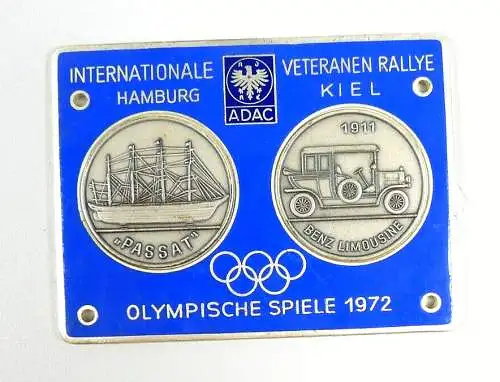 INTERNATIONALE VETERANEN RALLYE
HAMBURG KIEL
ADAC
„PASSAT"
1911
BENZ LIMOUSINE
OLYMPISCHE SPIELE 1972